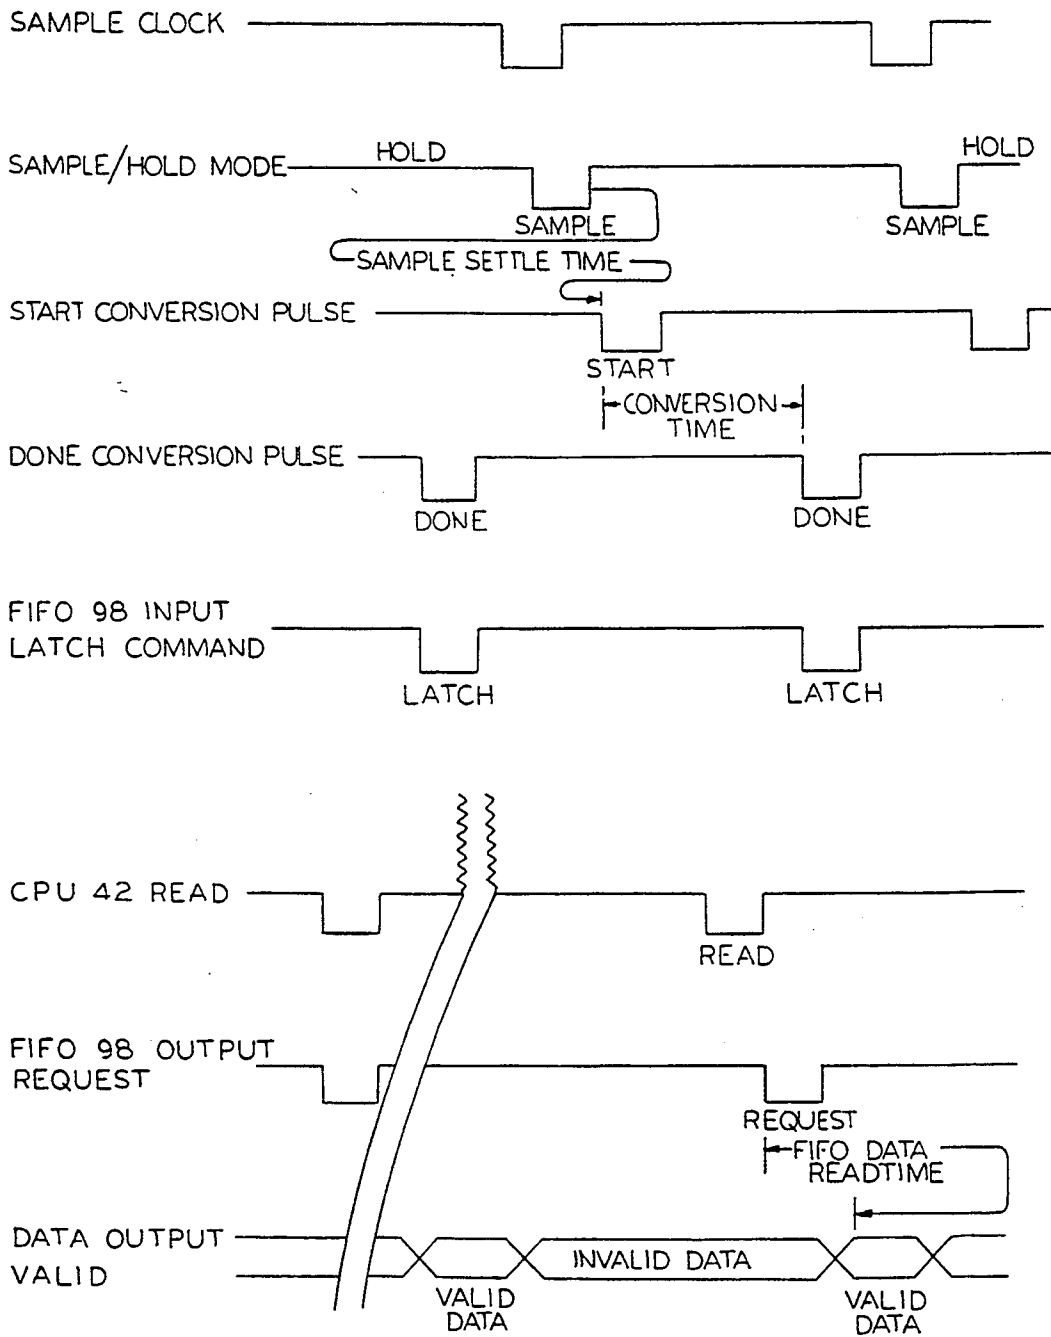 SAMPLE CLOCK
SAMPLE/HOLD MODE
HOLD
HOLD
SAMPLE
SAMPLE
SAMPLE SETTLE TIME
START CONVERSION PULSE
START
CONVERSION
TIME
DONE CONVERSION PULSE
DONE
DONE
FIFO 98 INPUT
LATCH COMMAND
LATCH
LATCH
CPU 42 READ
READ
FIFO 98 OUTPUT
REQUEST
REQUEST
FIFO DATA
READTIME
DATA OUTPUT
VALID
INVALID DATA
VALID
DATA
VALID
DATA